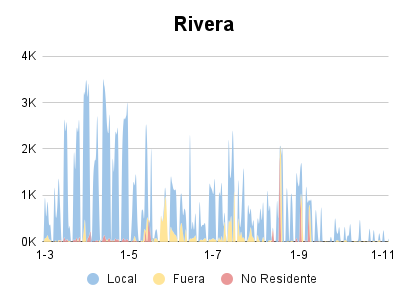 Rivera
4K
3K
2K
1K
0K
1-3 1-5 1-7 1-9 1-11
Local Fuera No Residente